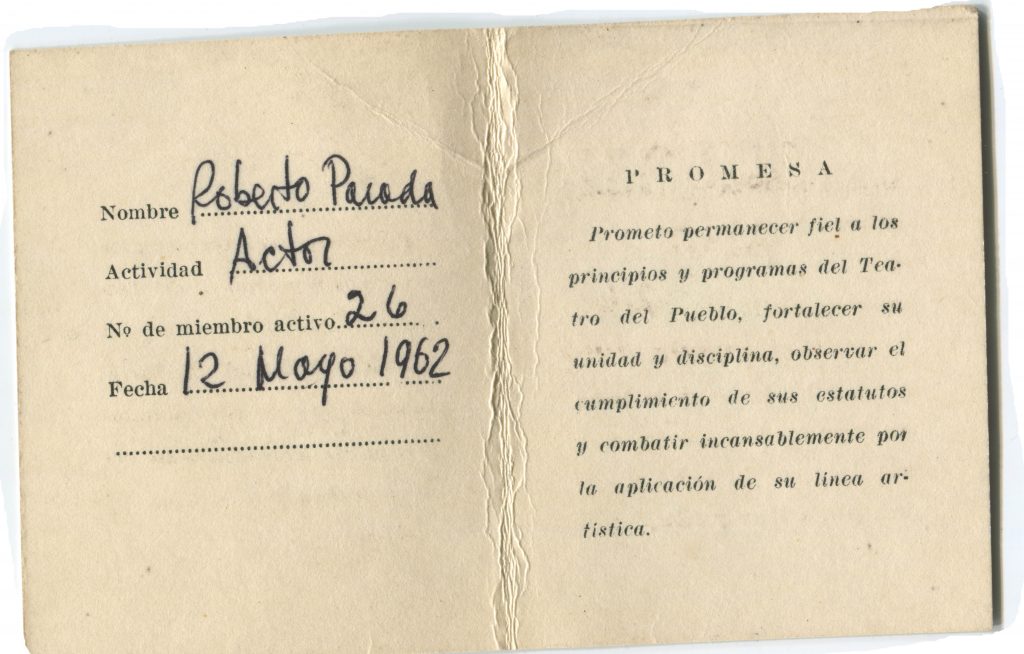 Nombre Roberto Parada
Actividad Actor
Nº de miembro activo 26
Fecha 12 Mayo 1962
PROMESA
Prometo permanecer fiel a los
principios y programas del Tea-
tro del Pueblo, fortalecer su
unidad y disciplina, observar el
cumplimiento de sus estatutos
y combatir incansablemente por
la aplicación de su línea ar-
tística.